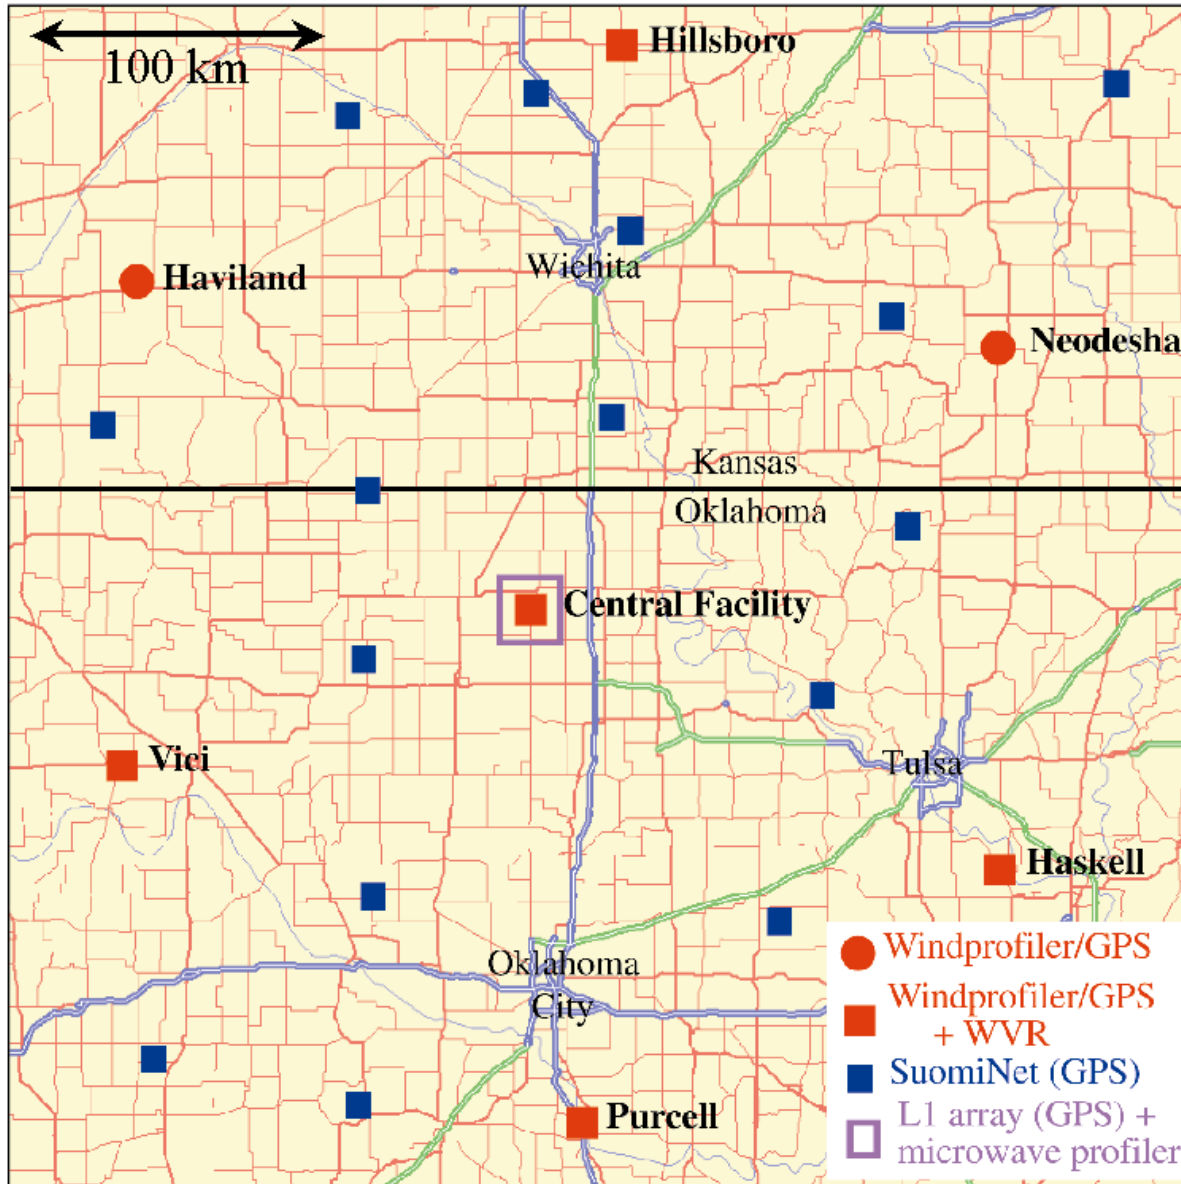 100 km
Hillsboro
Wichita
Haviland
Neodesha
Kansas
Oklahoma
Central Facility
Vici
Tulsa
Haskell
Oklahoma
City
Purcell
Windprofiler/GPS
Windprofiler/GPS
+ WVR
SuomiNet (GPS)
L1 array (GPS) +
microwave profiler